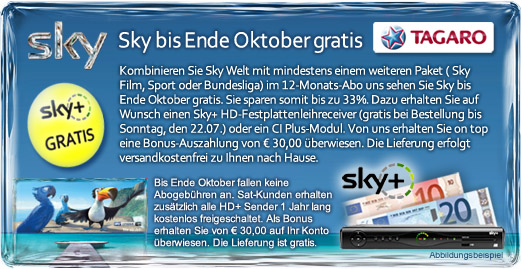 sky
Sky bis Ende Oktober gratis
TAGARO
Kombinieren Sie Sky Welt mit mindestens einem weiteren Paket ( Sky
Film, Sport oder Bundesliga) im 12-Monats-Abo uns sehen Sie Sky bis
Ende Oktober gratis. Sie sparen somit bis zu 33%. Dazu erhalten Sie auf
Wunsch einen Sky+ HD-Festplattenleihreceiver (gratis bei Bestellung bis
Sonntag, den 22.07.) oder ein CI Plus-Modul. Von uns erhalten Sie on top
eine Bonus-Auszahlung von € 30,00 überwiesen. Die Lieferung erfolgt
versandkostenfrei zu Ihnen nach Hause.
sky+
GRATIS
Bis Ende Oktober fallen keine
Abogebühren an. Sat-Kunden erhalten
zusätzlich alle HD+ Sender 1 Jahr lang
kostenlos freigeschaltet. Als Bonus
erhalten Sie von € 30,00 auf Ihr Konto
überwiesen. Die Lieferung ist gratis.
sky+
10
20
Abbildungsbeispiel